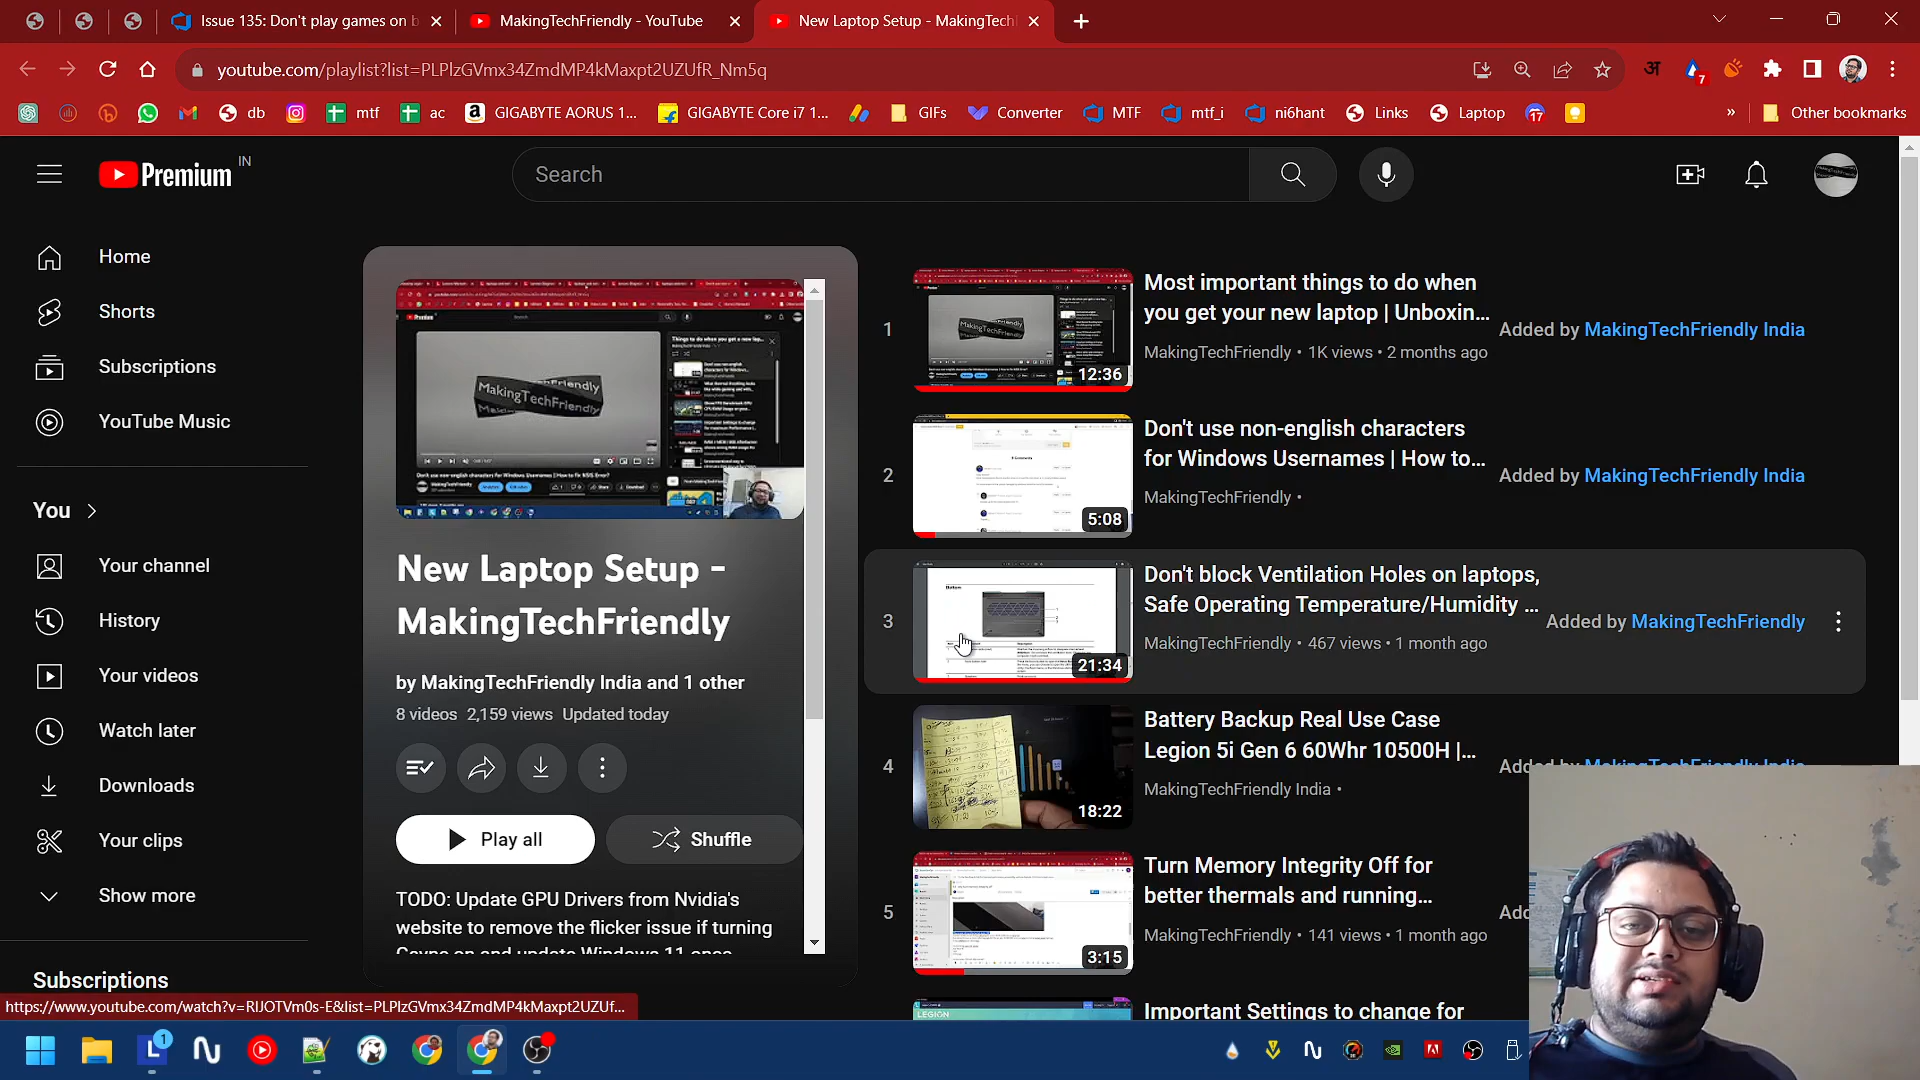 Issue 135: Don't play games on b
MakingTechFriendly - YouTube
New Laptop Setup - MakingTech
youtube.com/playlist?list=PLPlzGVmx34ZmdMP4kMaxpt2UZUfR_Nm5q
अ
7
db
mtf
ac
GIGABYTE AORUS 1...
GIGABYTE Core i7 1...
GIFs
Converter
MTF
mtf_i
ni6hant
Links
Laptop
17
»
Other bookmarks
Premium IN
Search
Home
Shorts
Subscriptions
YouTube Music
You
Your channel
History
Your videos
Watch later
Downloads
Your clips
Show more
Subscriptions
MakingTechFriendly
New Laptop Setup -
MakingTechFriendly
by MakingTechFriendly India and 1 other
8 videos 2,159 views Updated today
Play all
Shuffle
TODO: Update GPU Drivers from Nvidia's
website to remove the flicker issue if turning
1
12:36
Most important things to do when
you get your new laptop | Unboxin...
MakingTechFriendly • 1K views • 2 months ago
Added by MakingTechFriendly India
2
5:08
Don't use non-english characters
for Windows Usernames | How to...
MakingTechFriendly •
Added by MakingTechFriendly India
3
21:34
Don't block Ventilation Holes on laptops,
Safe Operating Temperature/Humidity ...
MakingTechFriendly • 467 views • 1 month ago
Added by MakingTechFriendly
4
18:22
Battery Backup Real Use Case
Legion 5i Gen 6 60Whr 10500H |...
MakingTechFriendly India •
5
3:15
Turn Memory Integrity Off for
better thermals and running...
MakingTechFriendly • 141 views • 1 month ago
LEGION
Important Settings to change for
https://www.youtube.com/watch?v=RlJOTVm0s-E&list=PLPlzGVmx34ZmdMP4kMaxpt2UZUf...
1